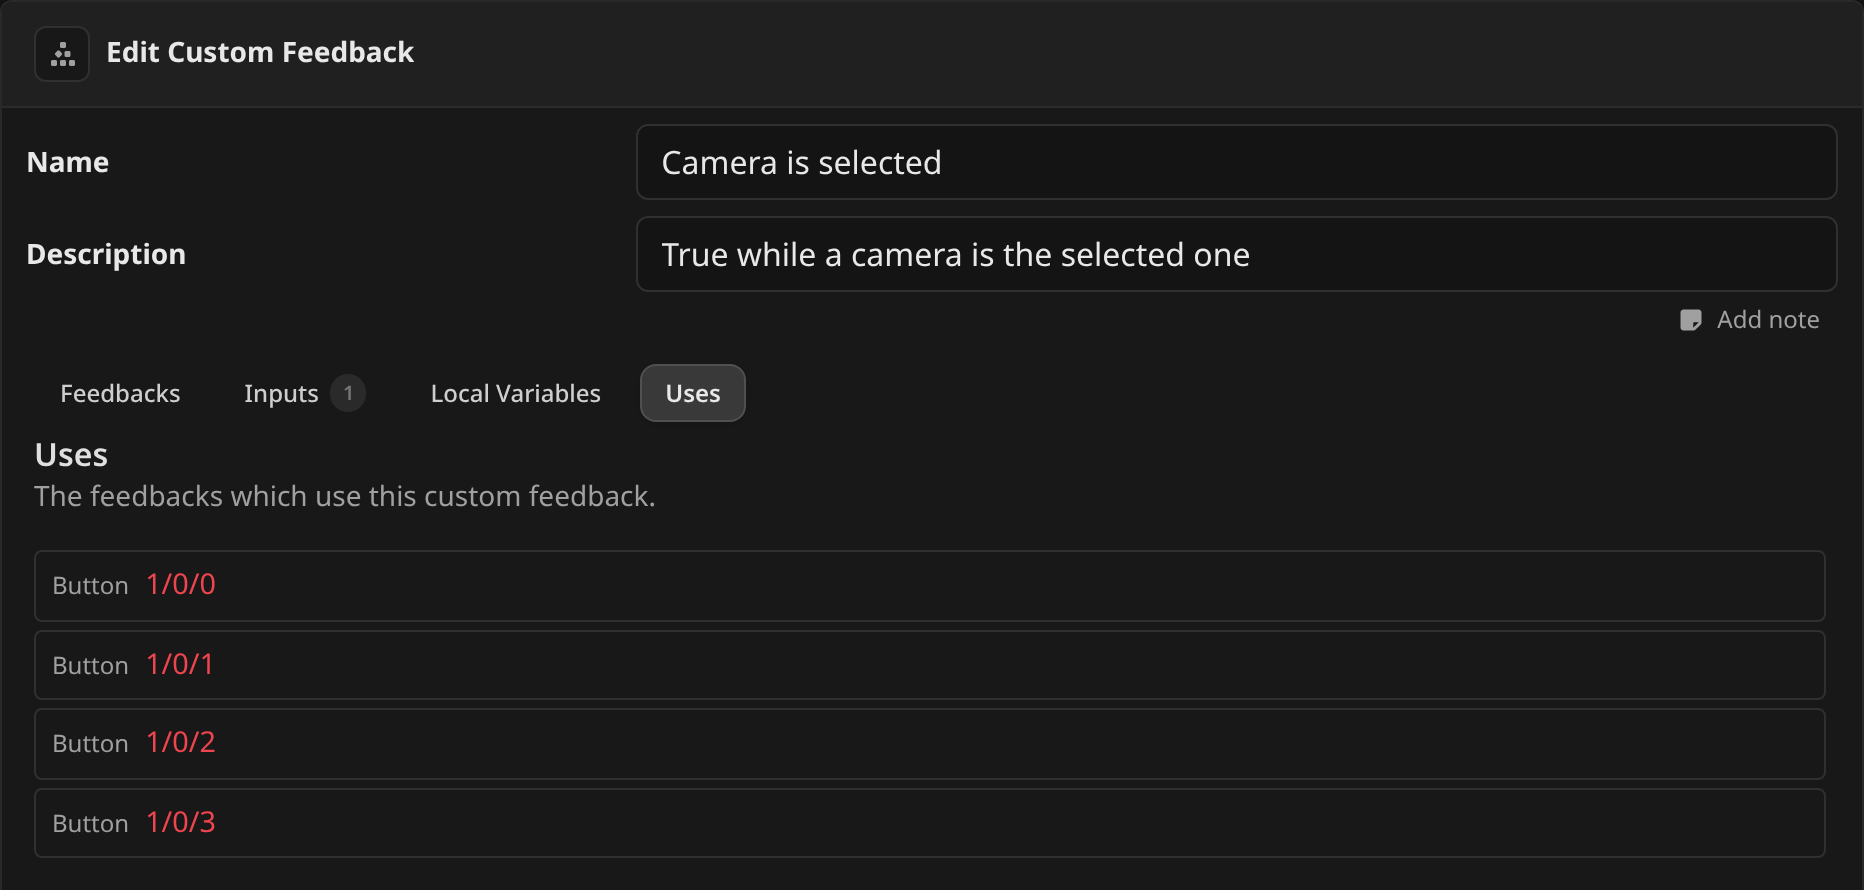 Edit Custom Feedback
Name
Camera is selected
Description
True while a camera is the selected one
Add note
Feedbacks Inputs 1 Local Variables Uses
Uses
The feedbacks which use this custom feedback.
Button 1/0/0
Button 1/0/1
Button 1/0/2
Button 1/0/3